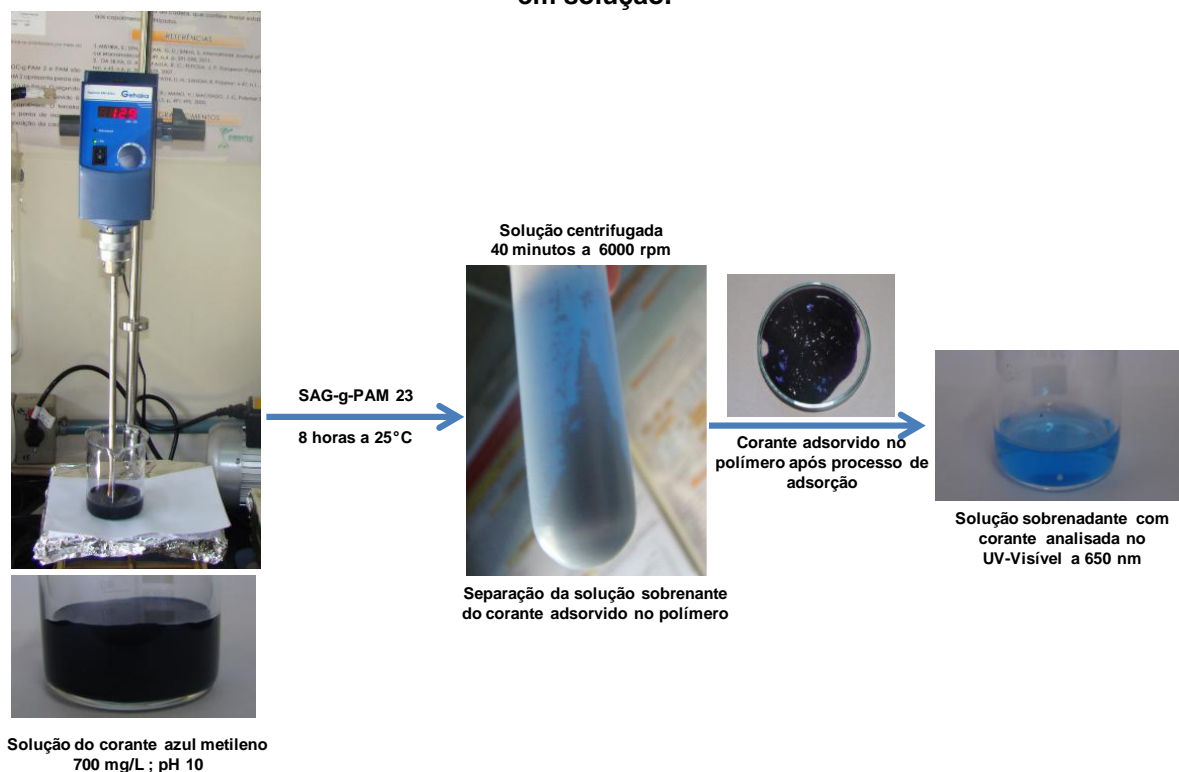 em solução.
REFERÊNCIAS
Gehaka
SAG-g-PAM 23
8 horas a 25°C
Solução centrifugada
40 minutos a 6000 rpm
Separação da solução sobrenante
do corante adsorvido no polímero
Corante adsorvido no
polímero após processo de
adsorção
Solução sobrenadante com
corante analisada no
UV-Visível a 650 nm
Solução do corante azul metileno
700 mg/L ; pH 10